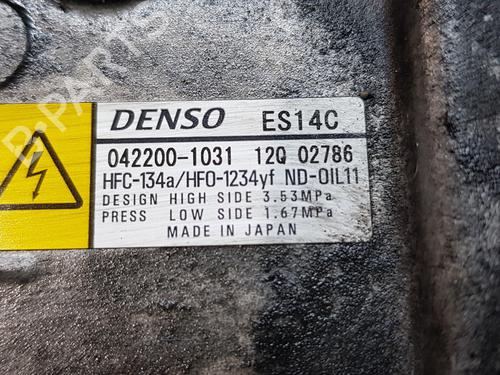 DENSO ES14C
042200-1031 12Q 02786
HFC-134a/HFO-1234yf ND-OIL11
DESIGN HIGH SIDE 3.53MPa
PRESS LOW SIDE 1.67MPa
MADE IN JAPAN